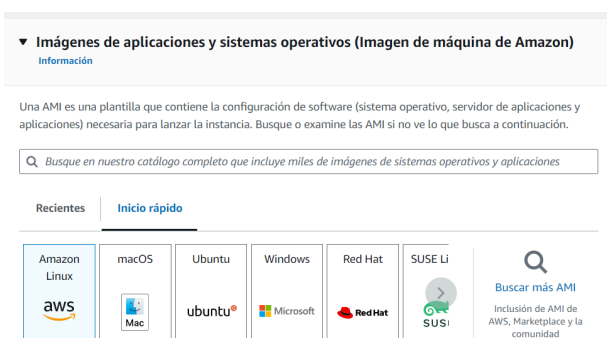 Imágenes de aplicaciones y sistemas operativos (Imagen de máquina de Amazon)
Información
Una AMI es una plantilla que contiene la configuración de software (sistema operativo, servidor de aplicaciones y
aplicaciones) necesaria para lanzar la instancia. Busque o examine las AMI si no ve lo que busca a continuación.
Busque en nuestro catálogo completo que incluye miles de imágenes de sistemas operativos y aplicaciones
Recientes
Inicio rápido
Amazon
Linux
aws
macOS
Mac
Ubuntu
ubuntu
Windows
Microsoft
Red Hat
Red Hat
SUSE Li
SUS
Buscar más AMI
Inclusión de AMI de
AWS, Marketplace y la
comunidad